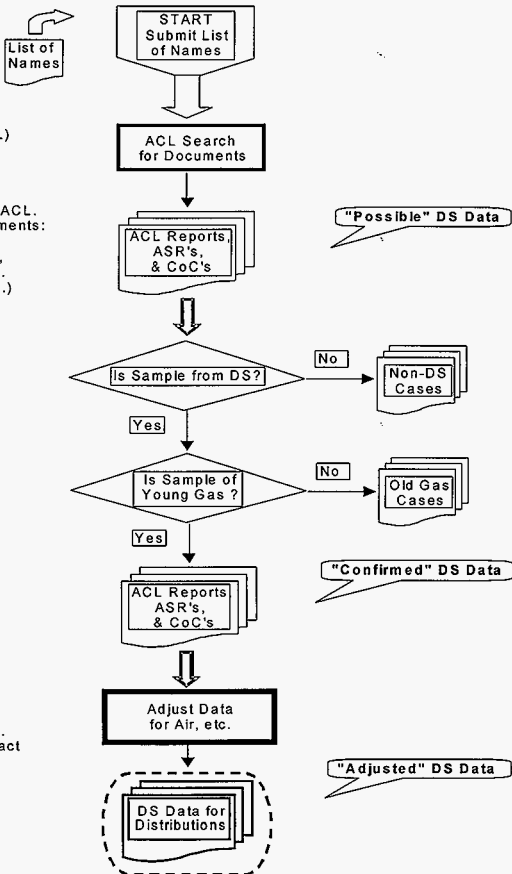 List of
Names
START
Submit List
of Names
.)
ACL Search
for Documents
ACL.
ments:
.)
"Possible" DS Data
ACL Reports,
ASR's,
& CoC's
Is Sample from DS?
No
Non-DS
Cases
Yes
Is Sample of
Young Gas ?
No
Old Gas
Cases
Yes
"Confirmed" DS Data
ACL Reports
ASR's,
& CoC's
Adjust Data
for Air, etc.
act
"Adjusted" DS Data
DS Data for
Distributions